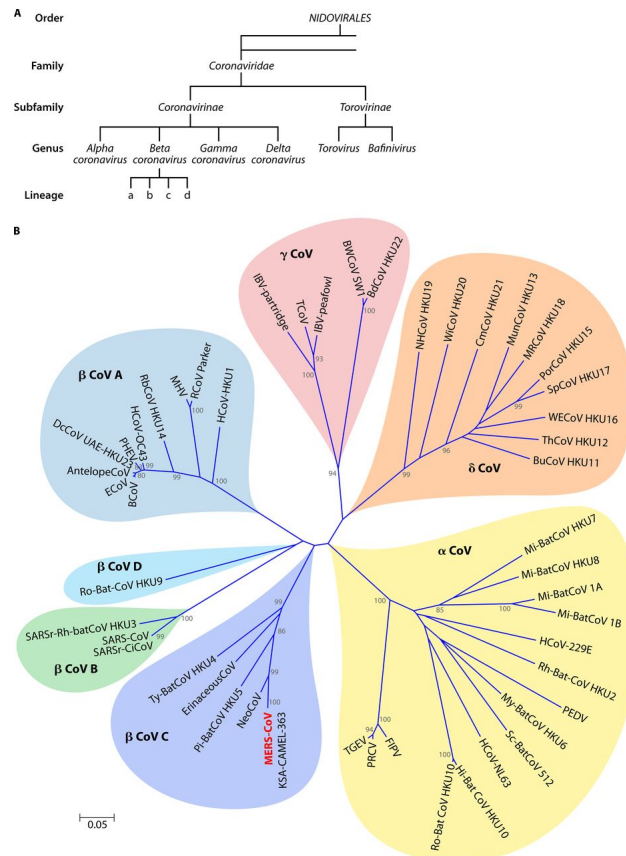 A
Order
NIDOVIRALES
Family
Coronaviridae
Subfamily
Coronavirinae
Torovirinae
Genus
Alpha
coronavirus
Beta
coronavirus
Gamma
coronavirus
Delta
coronavirus
Torovirus
Bafinivirus
Lineage
a b c d
B
γ CoV
IBV-partridge
TCoV
IBV-peafowl
BWCoV SW1
BdCoV HKU22
93
100
100
94
δ CoV
NHCoV HKU19
WiCoV HKU20
CmCoV HKU21
MunCoV HKU13
MRCoV HKU18
PorCoV HKU15
SpCoV HKU17
WECoV HKU16
ThCoV HKU12
BuCoV HKU11
99
96
99
β CoV A
DcCoV UAE-HKU23
AntelopeCoV
ECoV
BCoV
PHEV
HCoV-OC43
RbCoV HKU14
MHV
RCoV Parker
HCoV-HKU1
99
80
99
100
100
β CoV D
Ro-Bat-CoV HKU9
β CoV B
SARSr-Rh-batCoV HKU3
SARS-CoV
SARSr-CiCoV
100
99
β CoV C
Ty-BatCoV HKU4
ErinaceousCoV
Pi-BatCoV HKU5
NeoCoV
MERS-CoV
KSA-CAMEL-363
99
86
99
100
α CoV
Mi-BatCoV HKU7
Mi-BatCoV HKU8
Mi-BatCoV 1A
Mi-BatCoV 1B
HCoV-229E
Rh-Bat-CoV HKU2
PEDV
My-BatCoV HKU6
Sc-BatCoV 512
HCoV-NL63
Hi-Bat CoV HKU10
Ro-Bat CoV HKU10
FIPV
PRCV
TGEV
100
85
100
100
94
100
0.05